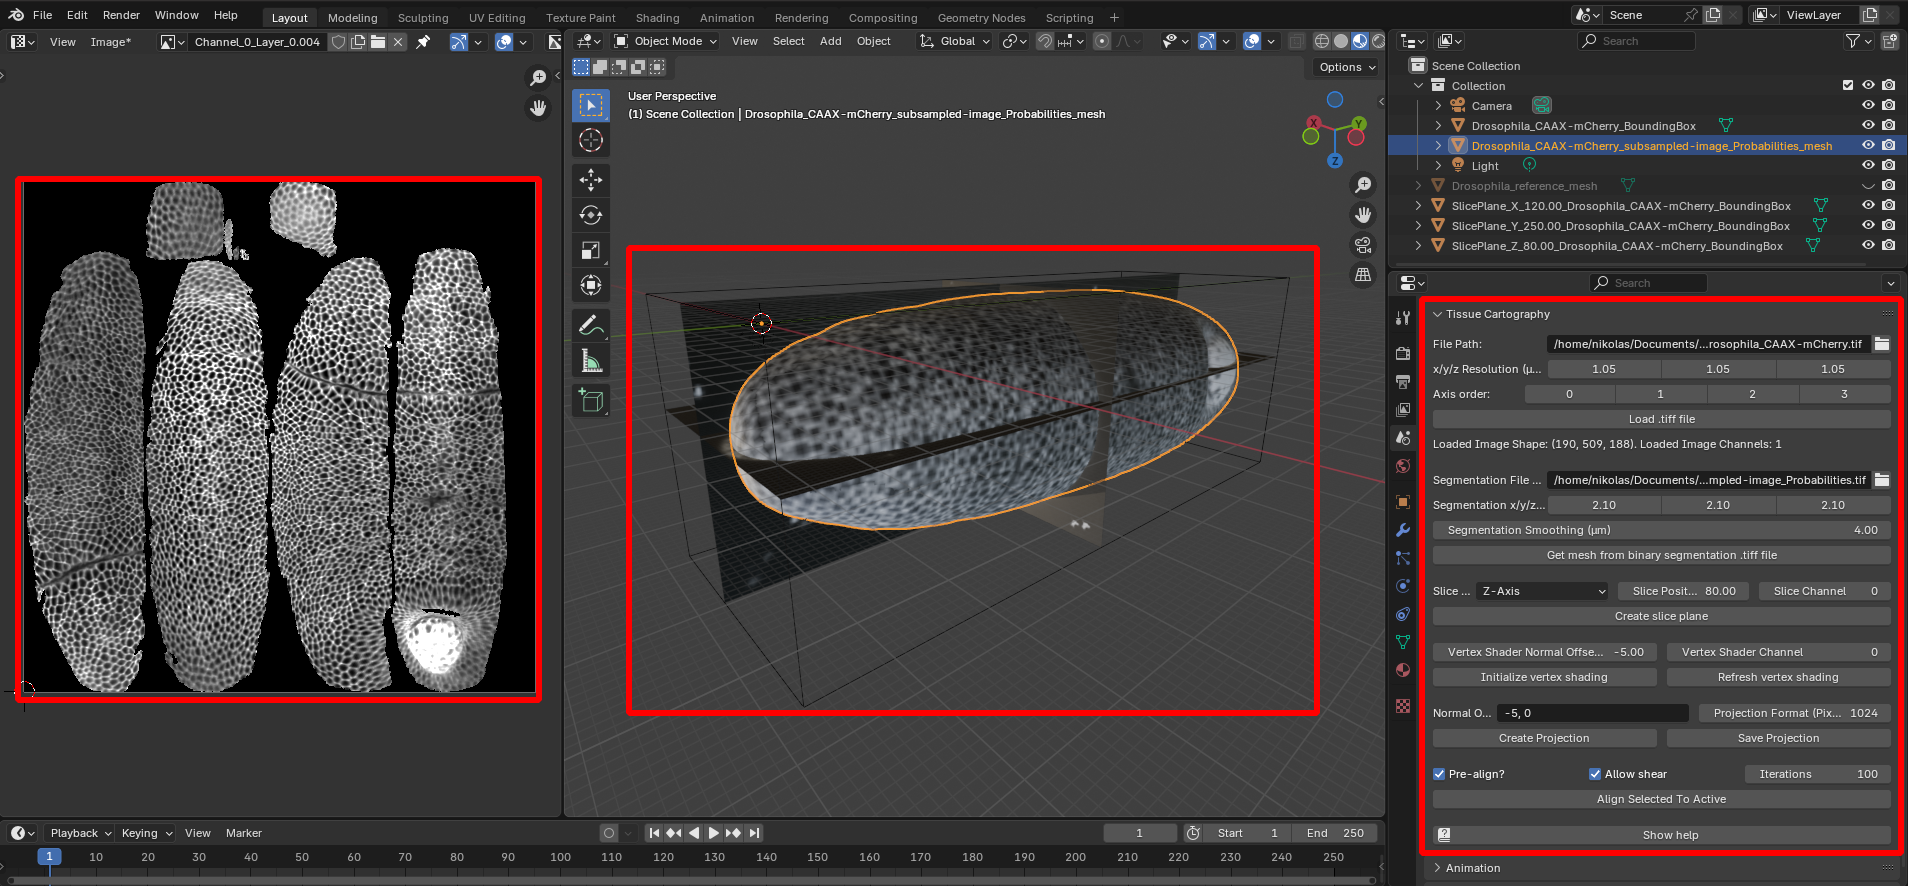 File Edit Render Window Help Layout Modeling Sculpting UV Editing Texture Paint Shading Animation Rendering Compositing Geometry Nodes Scripting + Scene ViewLayer
View Image* Channel_0_Layer_0.004
Object Mode View Select Add Object Global
Options
User Perspective
(1) Scene Collection | Drosophila_CAAX-mCherry_subsampled-image_Probabilities_mesh
X Y Z
Search
Scene Collection
Collection
Camera
Drosophila_CAAX-mCherry_BoundingBox
Drosophila_CAAX-mCherry_subsampled-image_Probabilities_mesh
Light
Drosophila_reference_mesh
SlicePlane_X_120.00_Drosophila_CAAX-mCherry_BoundingBox
SlicePlane_Y_250.00_Drosophila_CAAX-mCherry_BoundingBox
SlicePlane_Z_80.00_Drosophila_CAAX-mCherry_BoundingBox
Search
Tissue Cartography
File Path: /home/nikolas/Documents/...rosophila_CAAX-mCherry.tif
x/y/z Resolution (µ... 1.05 1.05 1.05
Axis order: 0 1 2 3
Load .tiff file
Loaded Image Shape: (190, 509, 188). Loaded Image Channels: 1
Segmentation File ... /home/nikolas/Documents/...mpled-image_Probabilities.tif
Segmentation x/y/z... 2.10 2.10 2.10
Segmentation Smoothing (µm) 4.00
Get mesh from binary segmentation .tiff file
Slice ... Z-Axis Slice Posit... 80.00 Slice Channel 0
Create slice plane
Vertex Shader Normal Offse... -5.00 Vertex Shader Channel 0
Initialize vertex shading Refresh vertex shading
Normal O... -5, 0 Projection Format (Pix... 1024
Create Projection Save Projection
Pre-align? Allow shear Iterations 100
Align Selected To Active
Show help
Animation
Playback Keying View Marker 1 Start 1 End 250
1 10 20 30 40 50 60 70 80 90 100 110 120 130 140 150 160 170 180 190 200 210 220 230 240 250